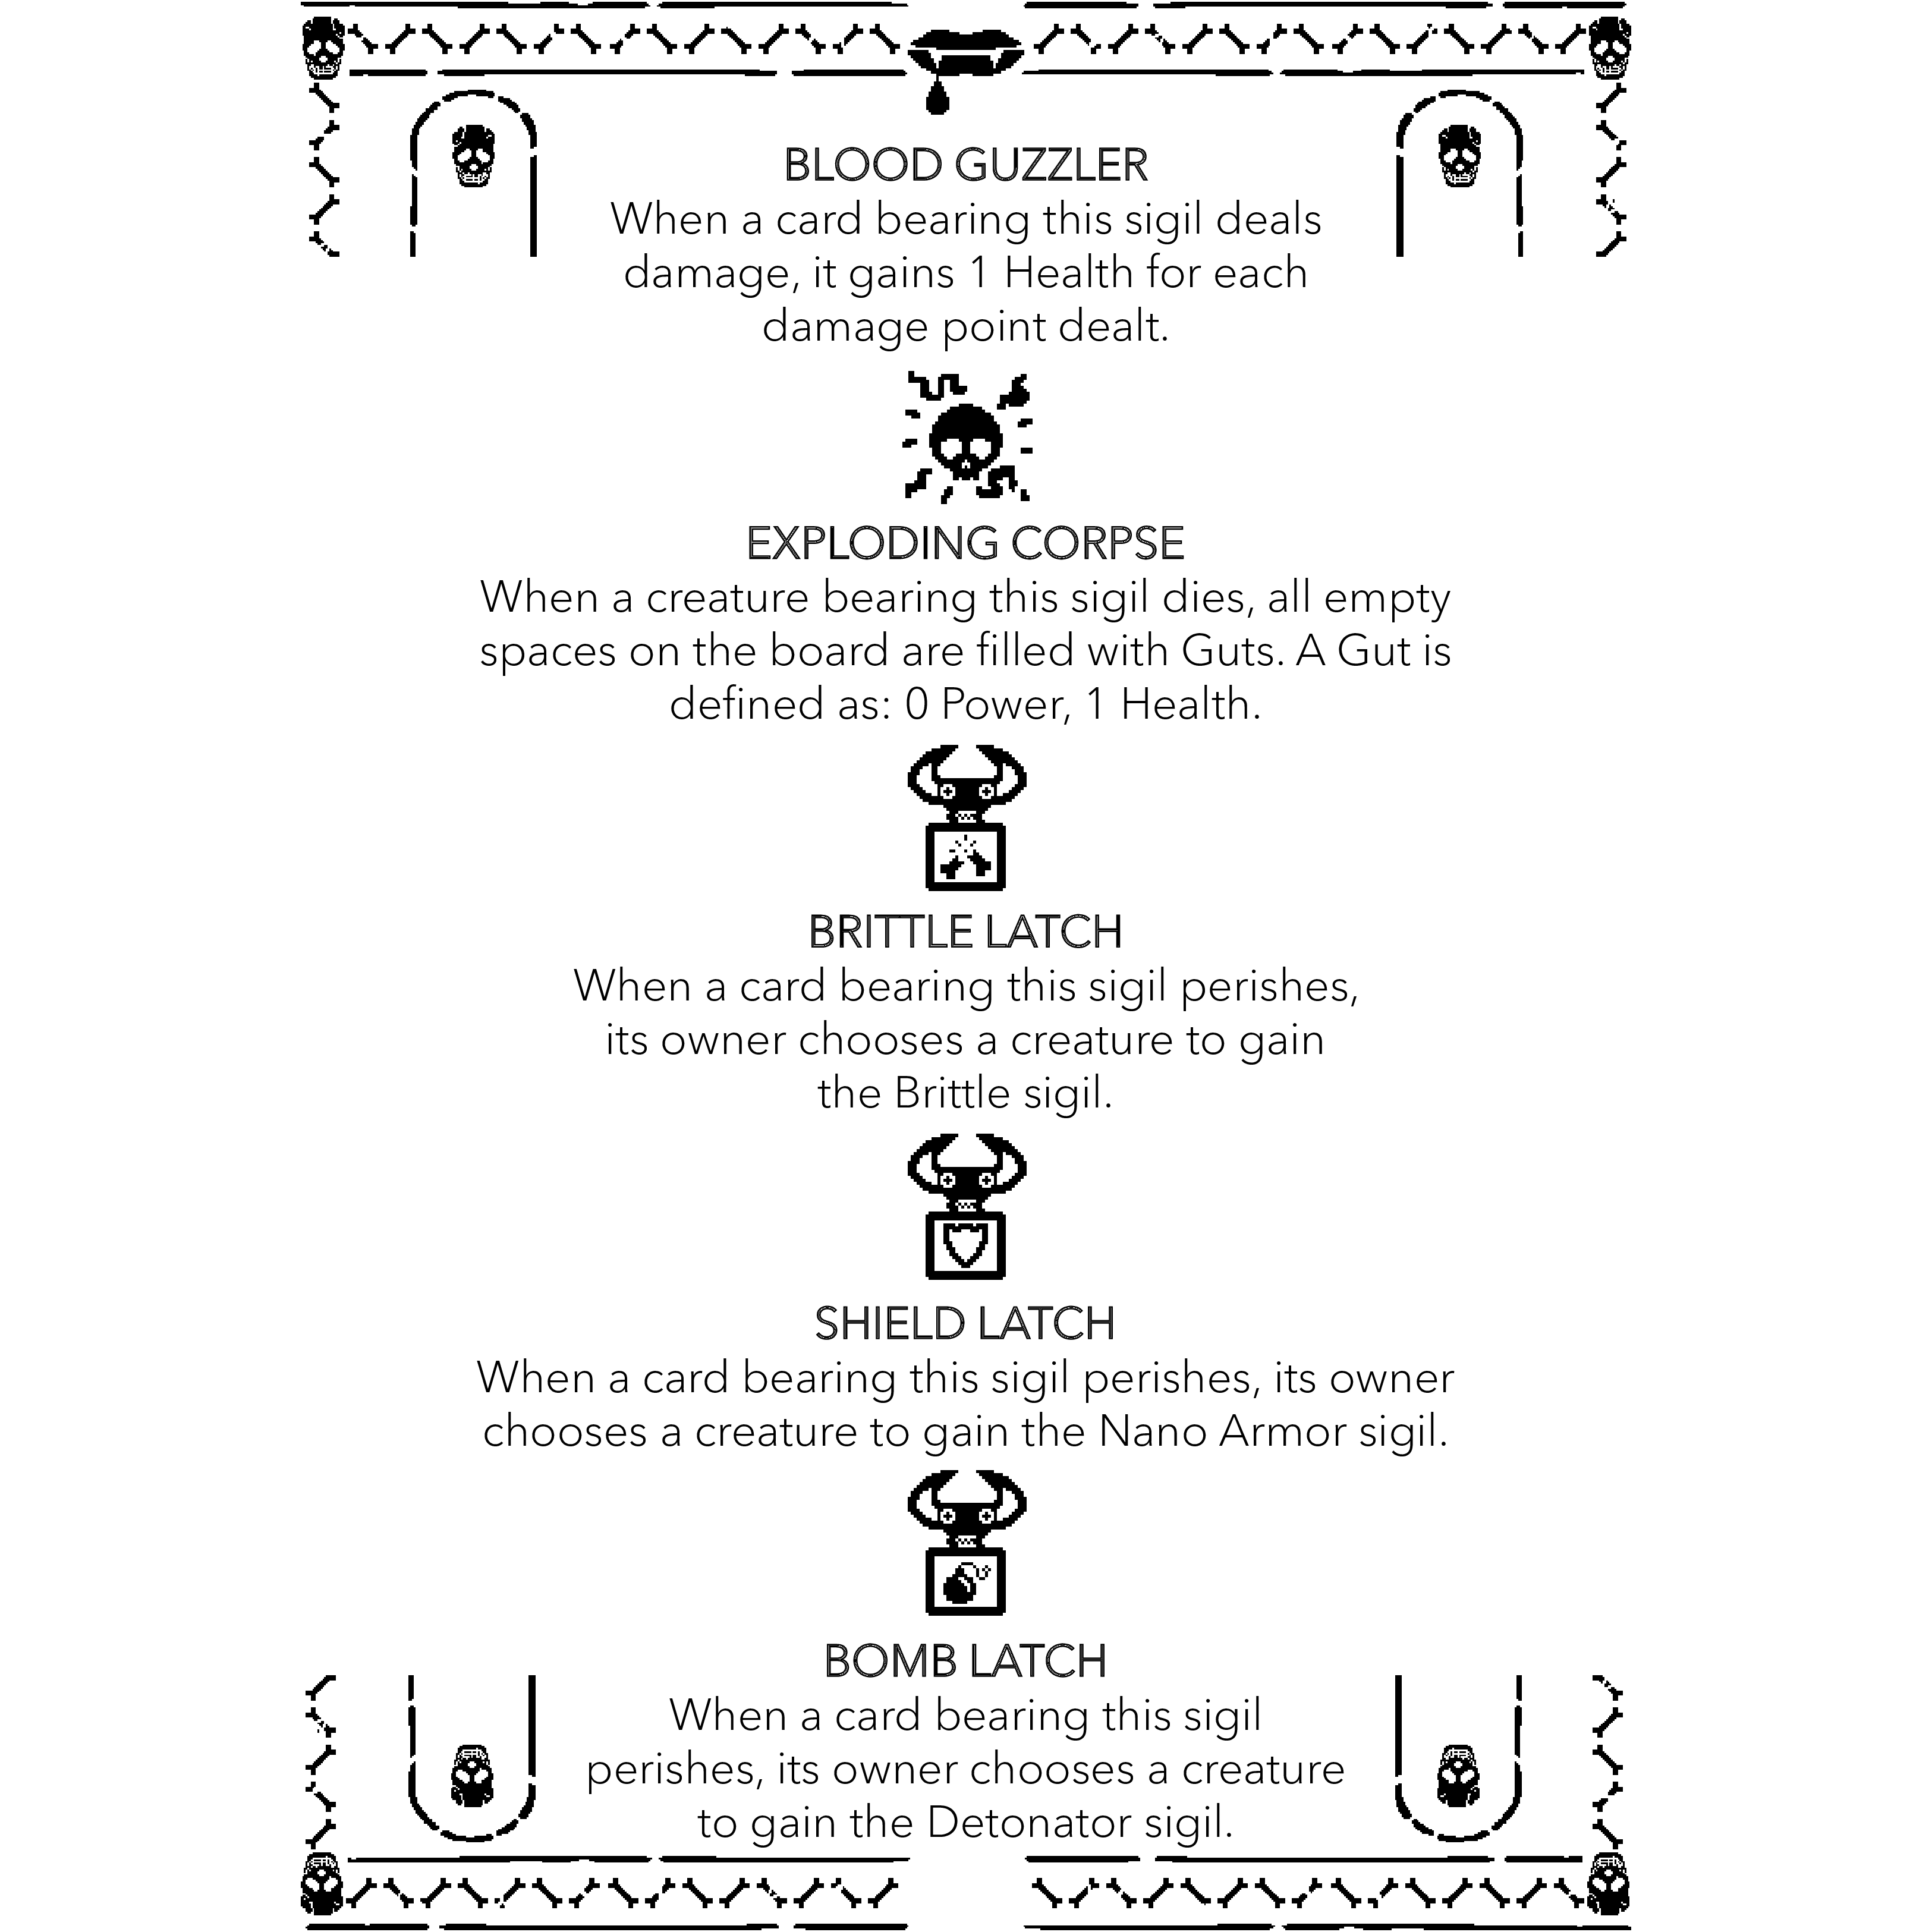 BLOOD GUZZLER
When a card bearing this sigil deals
damage, it gains 1 Health for each
damage point dealt.
EXPLODING CORPSE
When a creature bearing this sigil dies, all empty
spaces on the board are filled with Guts. A Gut is
defined as: 0 Power, 1 Health.
BRITTLE LATCH
When a card bearing this sigil perishes,
its owner chooses a creature to gain
the Brittle sigil.
SHIELD LATCH
When a card bearing this sigil perishes, its owner
chooses a creature to gain the Nano Armor sigil.
BOMB LATCH
When a card bearing this sigil
perishes, its owner chooses a creature
to gain the Detonator sigil.